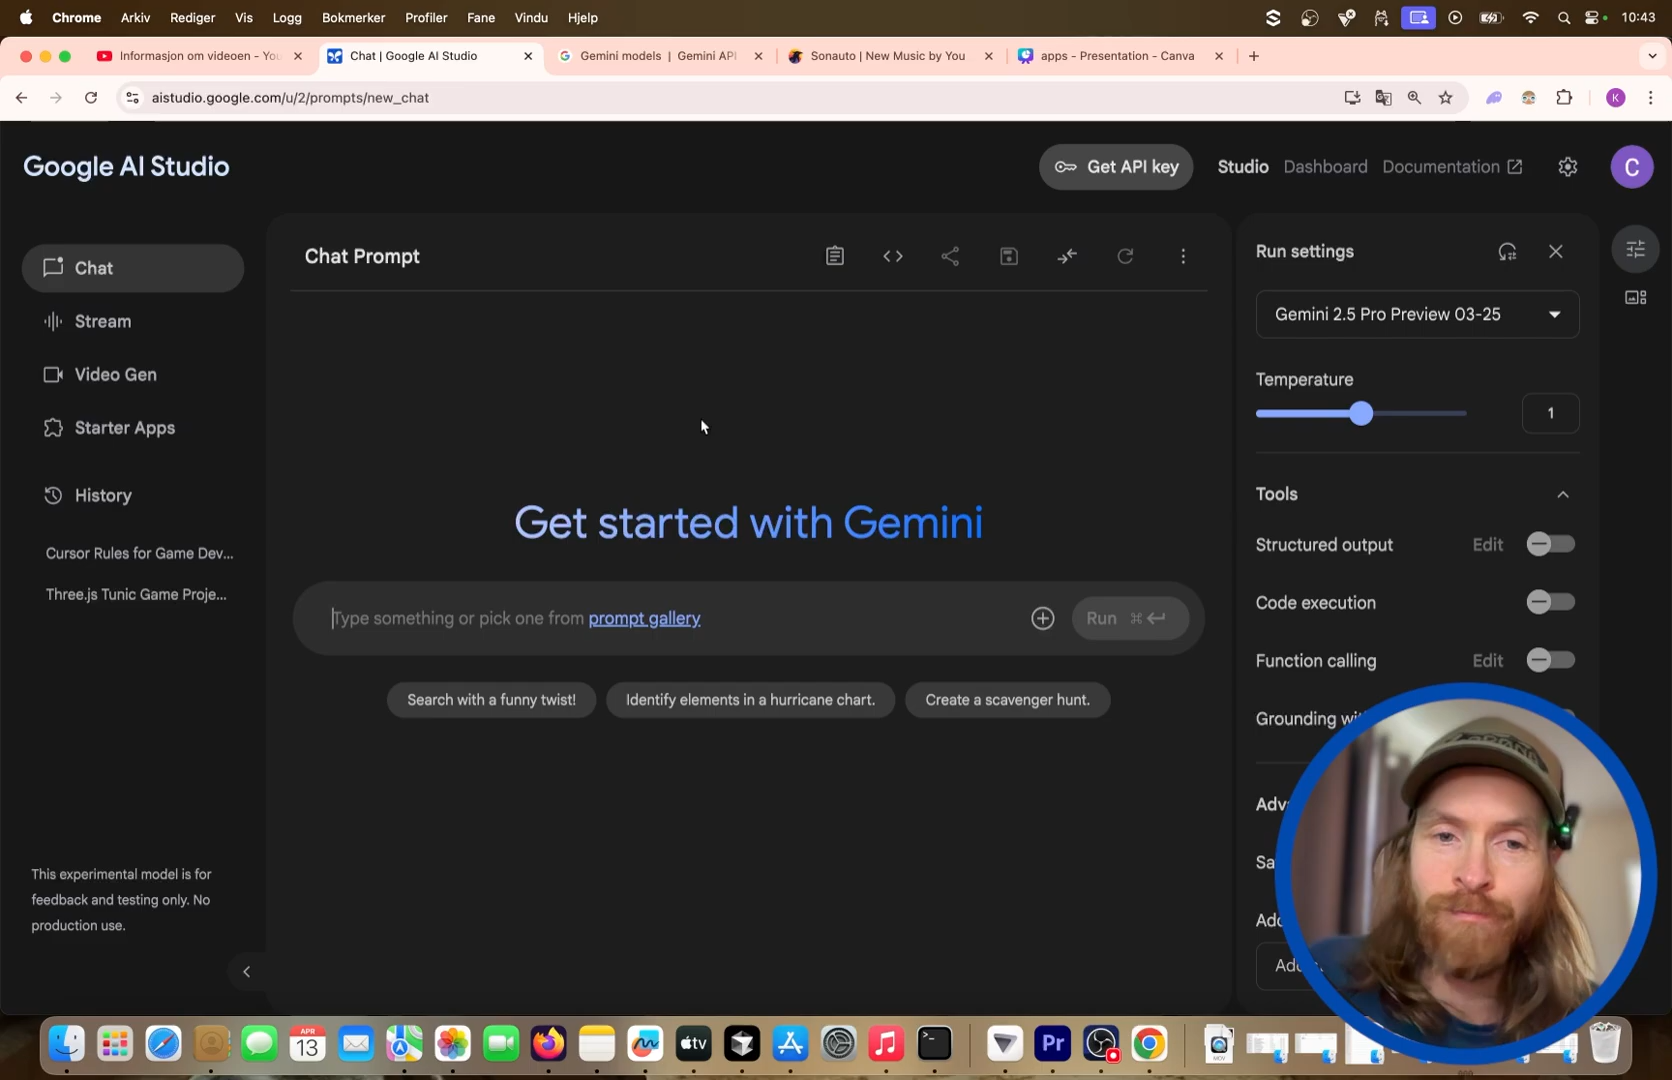 Chrome Arkiv Rediger Vis Logg Bokmerker Profiler Fane Vindu Hjelp 10:43
Informasjon om videoen - You
Chat | Google AI Studio
Gemini models | Gemini API
Sonauto | New Music by You
apps - Presentation - Canva
aistudio.google.com/u/2/prompts/new_chat
K
Google AI Studio
Get API key
Studio
Dashboard
Documentation
C
Chat
Stream
Video Gen
Starter Apps
History
Cursor Rules for Game Dev...
Three.js Tunic Game Proje...
This experimental model is for
feedback and testing only. No
production use.
Chat Prompt
Get started with Gemini
Type something or pick one from prompt gallery
Run ⌘
Search with a funny twist!
Identify elements in a hurricane chart.
Create a scavenger hunt.
Run settings
Gemini 2.5 Pro Preview 03-25
Temperature
1
Tools
Structured output Edit
Code execution
Function calling Edit
Grounding
APR
13
tv
Pr
MOV